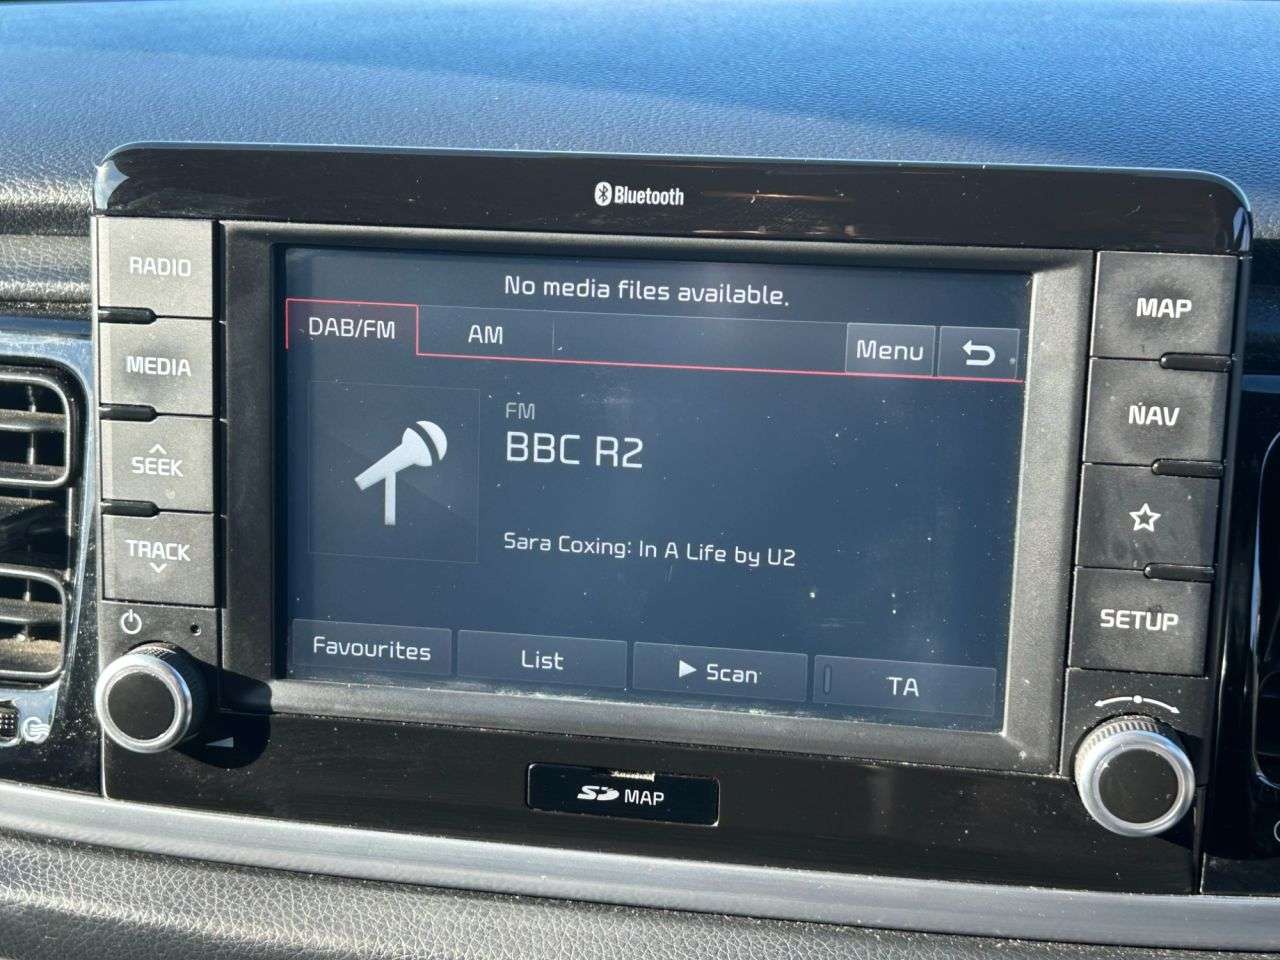 Bluetooth
RADIO
MEDIA
SEEK
TRACK
No media files available.
DAB/FM
AM
Menu
FM
BBC R2
Sara Coxing: In A Life by U2
Favourites
List
Scan
TA
MAP
NAV
SETUP
SD MAP